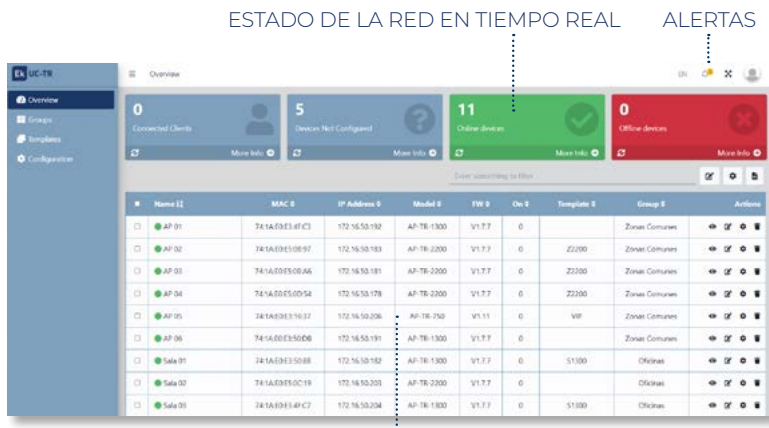 ESTADO DE LA RED EN TIEMPO REAL ALERTAS
Ek UC-TR Overview EN
Overview
Groups
Templates
Configuration
0 5 11 0
Connected Clients Devices Not Configured Online devices Offline devices
More Info More Info More Info More Info
Enter something to filter
Name MAC IP Address Model FW On Template Group Actions
AP 01 172.16.50.192 AP-TR-1300 V1.7.7 0 Zonas Comunes
AP 02 172.16.50.183 AP-TR-2200 V1.7.7 0 Z2200 Zonas Comunes
AP 03 172.16.50.181 AP-TR-2200 V1.7.7 0 Z2200 Zonas Comunes
AP 04 172.16.50.178 AP-TR-2200 V1.7.7 0 Z2200 Zonas Comunes
AP 05 172.16.50.206 AP-TR-750 V1.11 0 VIP Zonas Comunes
AP 06 172.16.50.191 AP-TR-1300 V1.7.7 0 Zonas Comunes
Sala 01 172.16.50.182 AP-TR-1300 V1.7.7 0 S1300 Oficinas
Sala 02 172.16.50.203 AP-TR-2200 V1.7.7 0 Oficinas
Sala 03 172.16.50.204 AP-TR-1300 V1.7.7 0 S1300 Oficinas